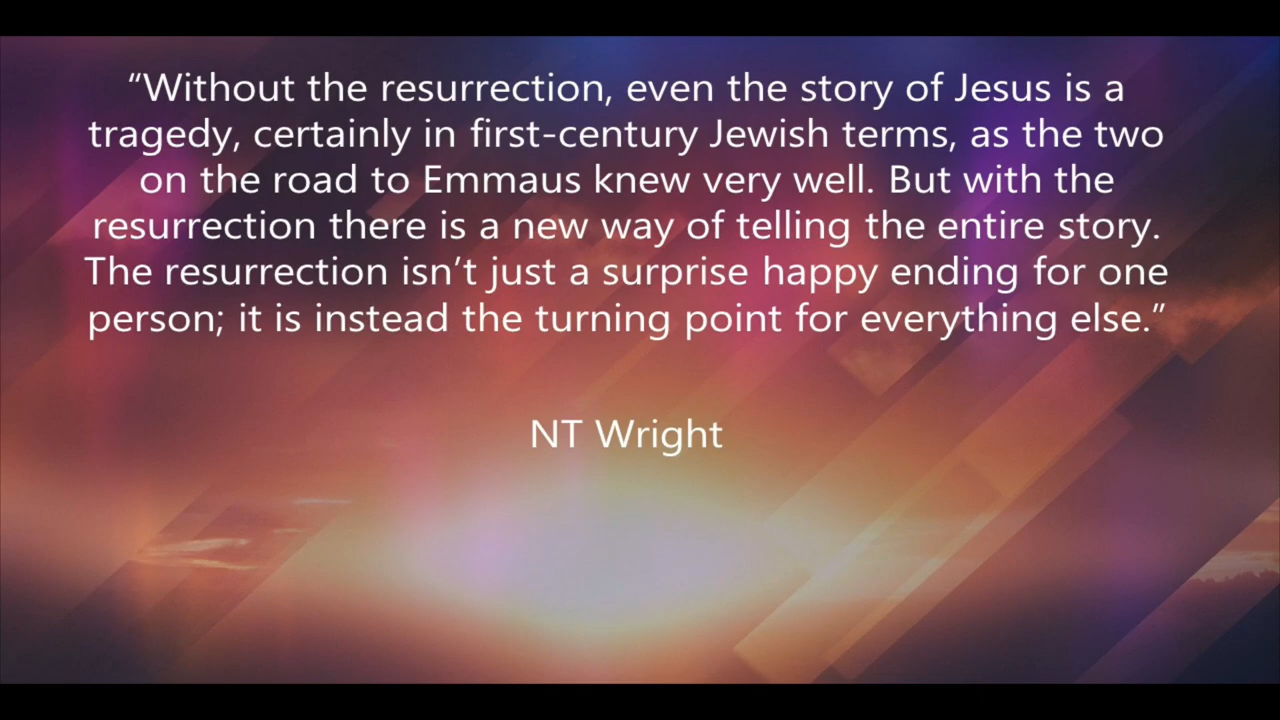 “Without the resurrection, even the story of Jesus is a
tragedy, certainly in first-century Jewish terms, as the two
on the road to Emmaus knew very well. But with the
resurrection there is a new way of telling the entire story.
The resurrection isn’t just a surprise happy ending for one
person; it is instead the turning point for everything else.”
NT Wright